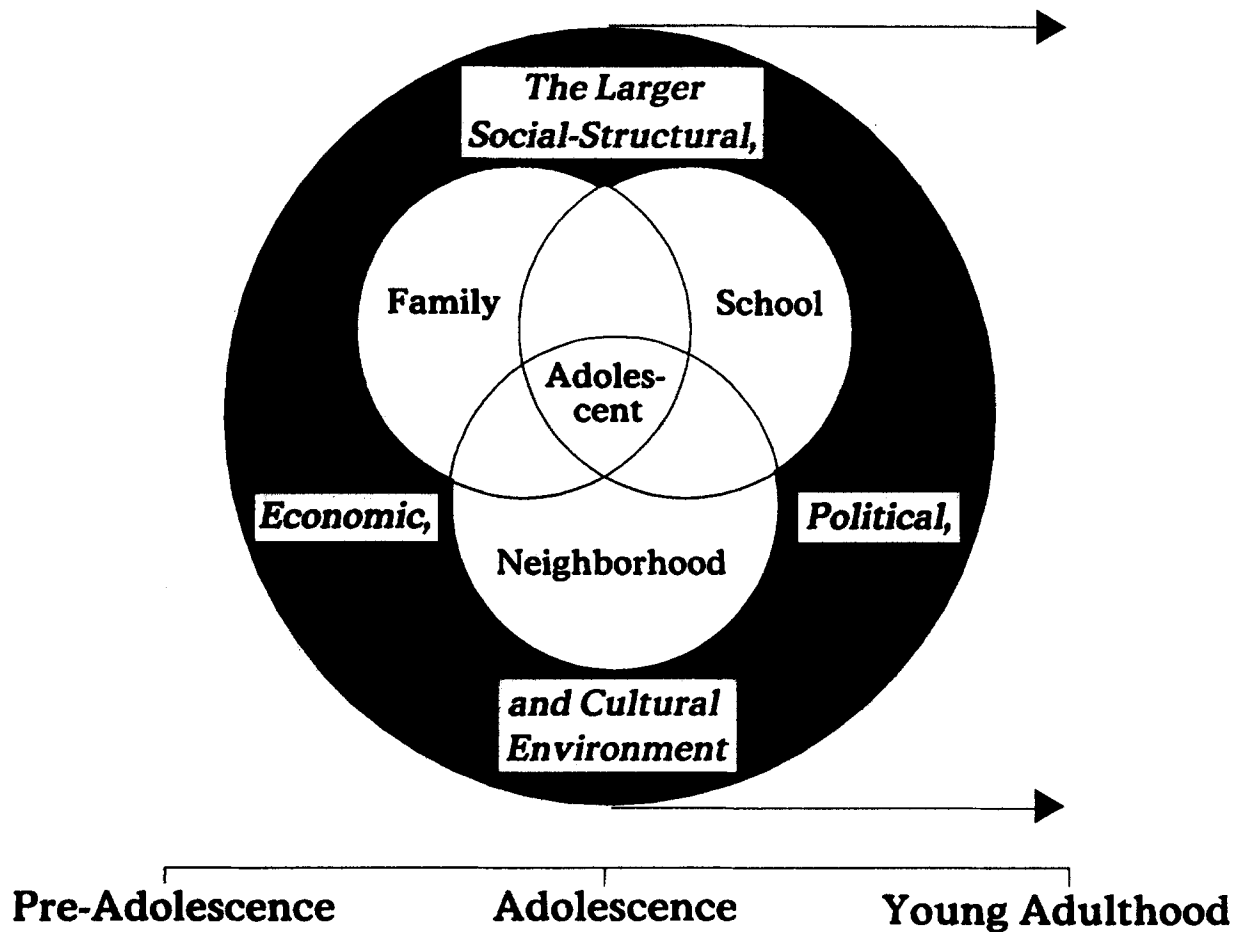 The Larger
Social-Structural,
Family
School
Adoles-
cent
Economic,
Political,
Neighborhood
and Cultural
Environment
Pre-Adolescence
Adolescence
Young Adulthood